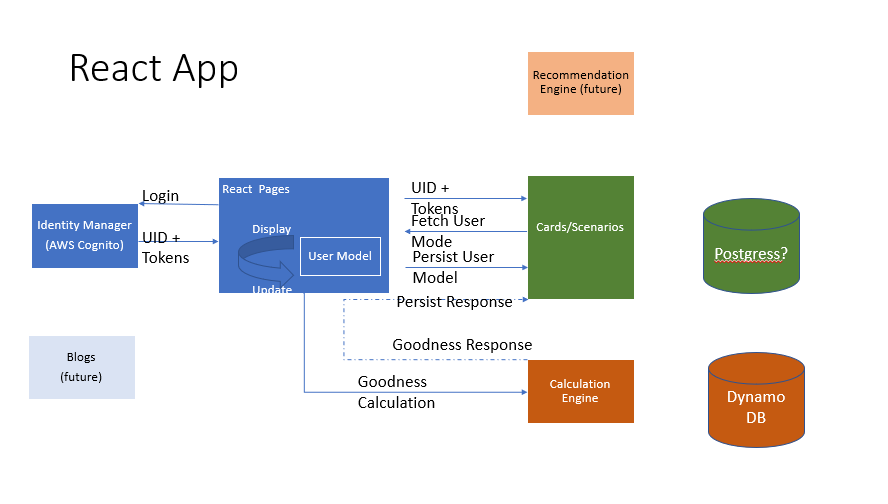 React App
Recommendation
Engine (future)
Login
UID +
Tokens
Identity Manager
(AWS Cognito)
React Pages
Display
User Model
Update
UID +
Tokens
Fetch User
Mode
Persist User
Model
Persist Response
Cards/Scenarios
Postgress?
Blogs
(future)
Goodness Response
Goodness
Calculation
Calculation
Engine
Dynamo
DB